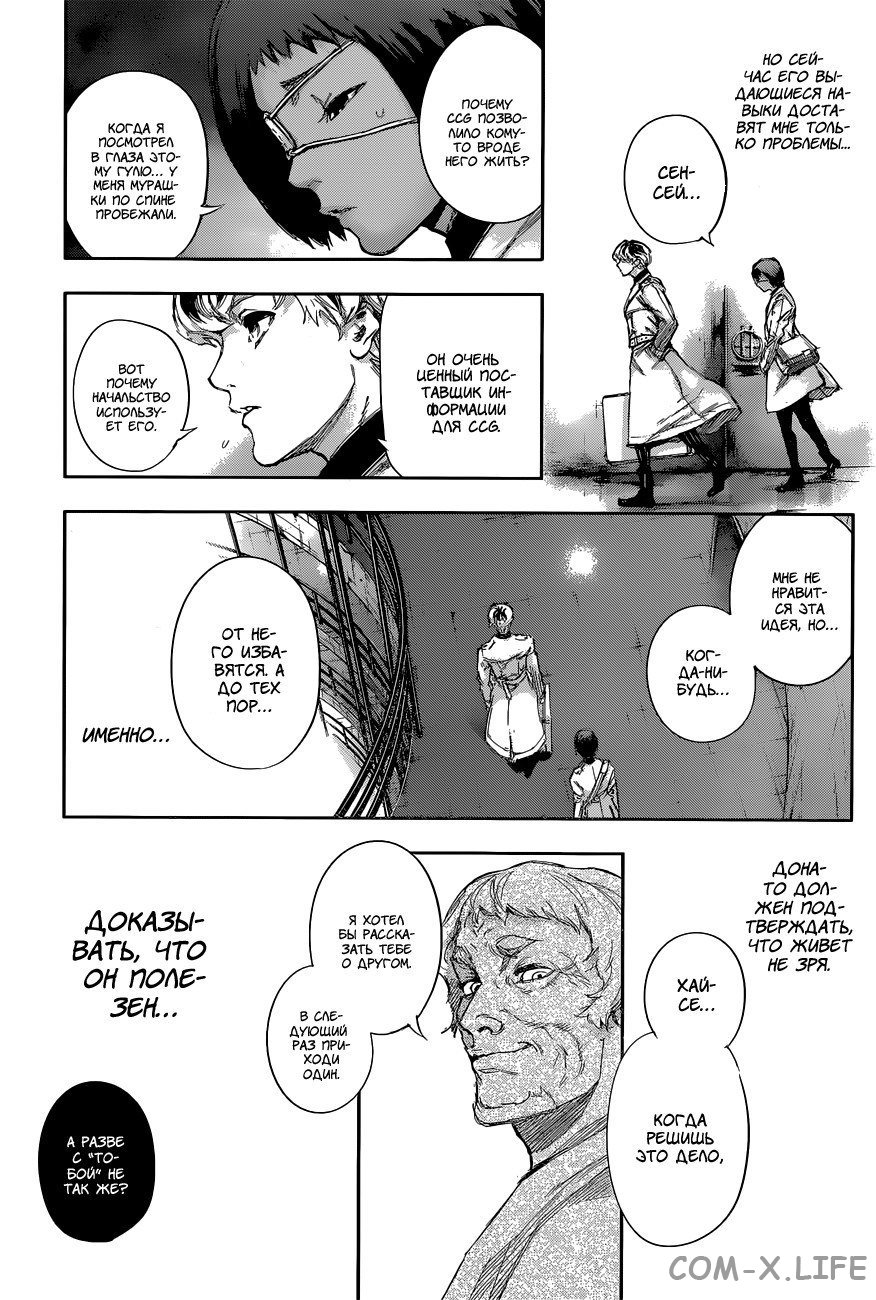 НО СЕЙ-
ЧАС ЕГО ВЫ-
ДАЮЩИЕСЯ НА-
ВЫКИ ДОСТА-
ВЯТ МНЕ ТОЛЬ-
КО ПРОБЛЕМЫ...
СЕН-
СЕЙ...
ПОЧЕМУ
CCG ПОЗВО-
ЛИЛО КОМУ-
ТО ВРОДЕ
НЕГО ЖИТЬ?
КОГДА Я
ПОСМОТРЕЛ
В ГЛАЗА ЭТО-
МУ ГУЛЮ... У
МЕНЯ МУРАШ-
КИ ПО СПИНЕ
ПРОБЕЖАЛИ.
ОН ОЧЕНЬ
ЦЕННЫЙ ПОС-
ТАВЩИК ИН-
ФОРМАЦИИ
ДЛЯ CCG.
ВОТ
ПОЧЕМУ
НАЧАЛЬСТВО
ИСПОЛЬЗУ-
ЕТ ЕГО.
МНЕ НЕ
НРАВИТ-
СЯ ЭТА
ИДЕЯ, НО...
КОГ-
ДА-НИ-
БУДЬ...
ОТ НЕ-
ГО ИЗБА-
ВЯТСЯ. А
ДО ТЕХ
ПОР...
ИМЕННО...
ДОНА-
ТО ДОЛ-
ЖЕН ПОД-
ТВЕРЖДАТЬ,
ЧТО ЖИВЕТ
НЕ ЗРЯ.
ХАЙ-
СЕ...
КОГДА
РЕШИШЬ
ЭТО ДЕЛО,
Я ХОТЕЛ
БЫ РАССКА-
ЗАТЬ ТЕБЕ
О ДРУГОМ.
В СЛЕ-
ДУЮЩИЙ
РАЗ ПРИ-
ХОДИ
ОДИН.
ДОКАЗЫ-
ВАТЬ, ЧТО
ОН ПОЛЕ-
ЗЕН...
А РАЗВЕ
С "ТО-
БОЙ" НЕ
ТАК ЖЕ?
COM-X.LIFE